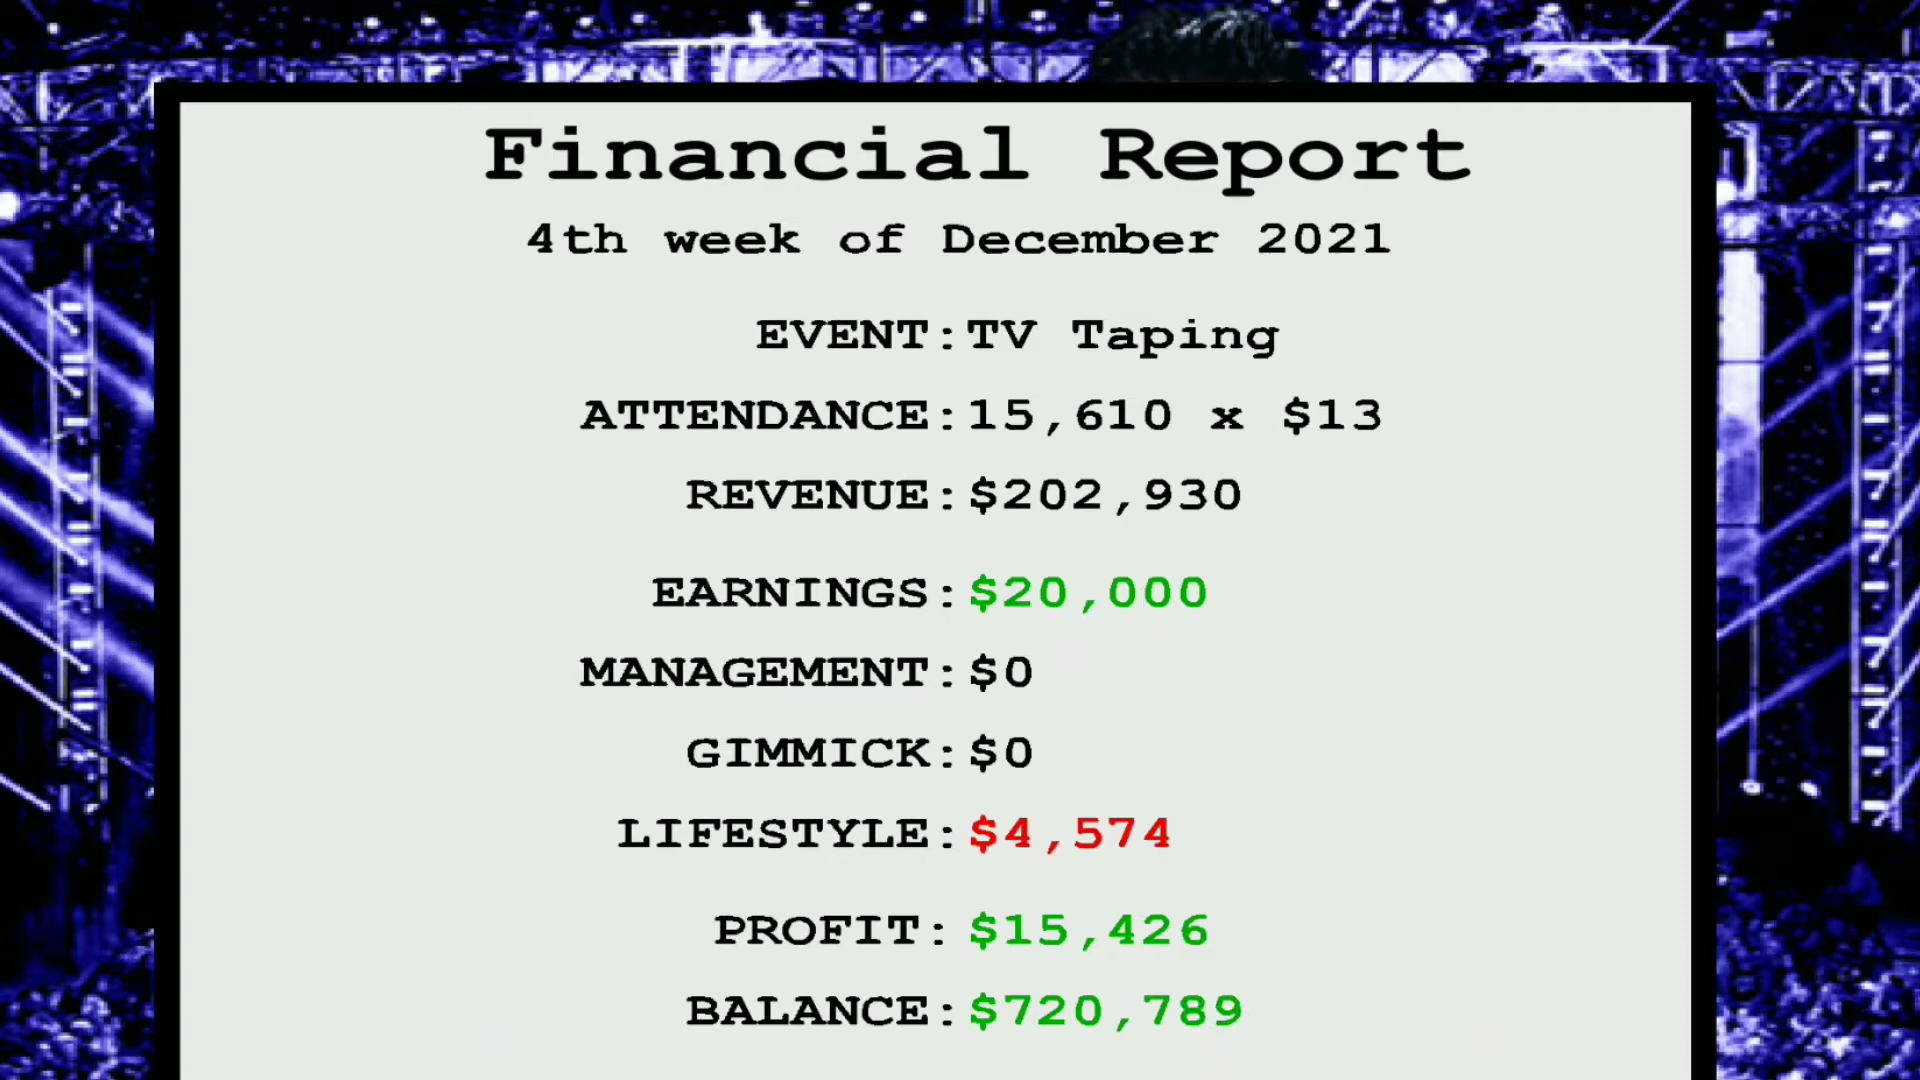 Financial Report
4th week of December 2021
EVENT: TV Taping
ATTENDANCE: 15,610 x $13
REVENUE: $202,930
EARNINGS: $20,000
MANAGEMENT: $0
GIMMICK: $0
LIFESTYLE: $4,574
PROFIT: $15,426
BALANCE: $720,789